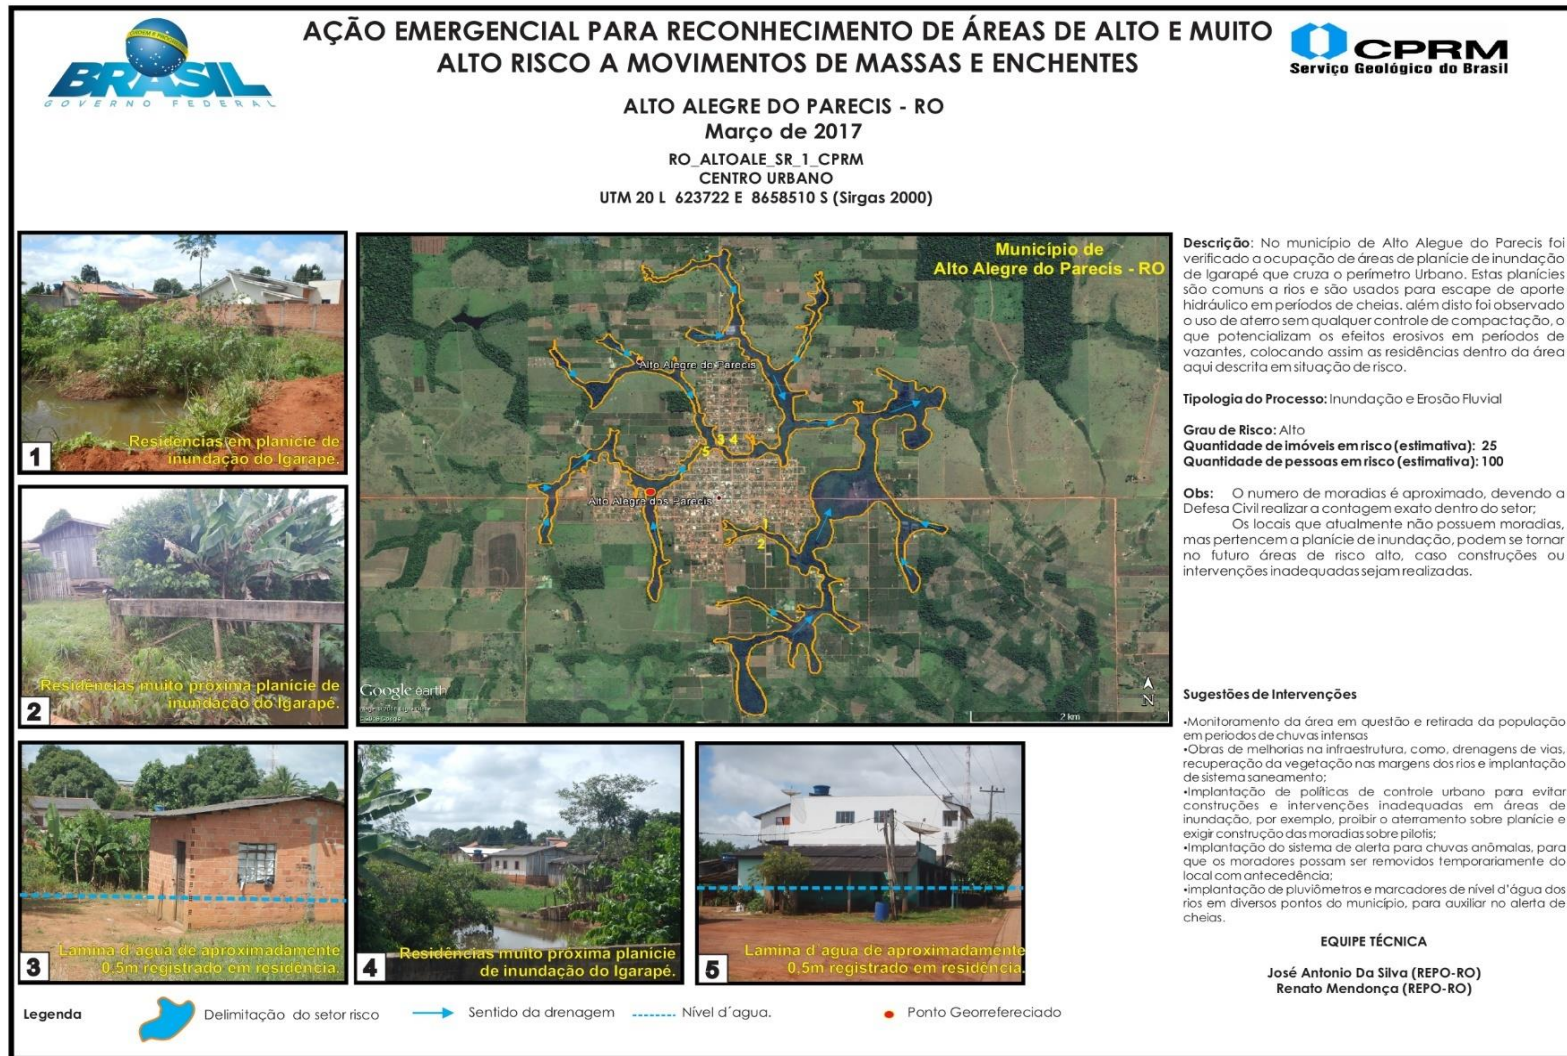 BRASIL
GOVERNO FEDERAL
AÇÃO EMERGENCIAL PARA RECONHECIMENTO DE ÁREAS DE ALTO E MUITO
ALTO RISCO A MOVIMENTOS DE MASSAS E ENCHENTES
CPRM
Serviço Geológico do Brasil
ALTO ALEGRE DO PARECIS - RO
Março de 2017
RO_ALTOALE_SR_1_CPRM
CENTRO URBANO
UTM 20 L 623722 E 8658510 S (Sirgas 2000)
Residências em planície de
inundação do Igarapé.
1
Residências muito próxima planície de
inundação do Igarapé.
2
Município de
Alto Alegre do Parecis - RO
Alto Alegre do Parecis
3 4 1
5
Alto Alegre dos Parecis
1
2
Google earth
2 km
N
Descrição: No município de Alto Alegue do Parecis foi
verificado a ocupação de áreas de planície de inundação
de Igarapé que cruza o perímetro Urbano. Estas planícies
são comuns a rios e são usados para escape de aporte
hidráulico em períodos de cheias, além disto foi observado
o uso de aterro sem qualquer controle de compactação, o
que potencializam os efeitos erosivos em períodos de
vazantes, colocando assim as residências dentro da área
aqui descrita em situação de risco.
Tipologia do Processo: Inundação e Erosão Fluvial
Grau de Risco: Alto
Quantidade de imóveis em risco (estimativa): 25
Quantidade de pessoas em risco (estimativa): 100
Obs: O numero de moradias é aproximado, devendo a
Defesa Civil realizar a contagem exato dentro do setor;
Os locais que atualmente não possuem moradias,
mas pertencem a planície de inundação, podem se tornar
no futuro áreas de risco alto, caso construções ou
intervenções inadequadas sejam realizadas.
Sugestões de Intervenções
•Monitoramento da área em questão e retirada da população
em periodos de chuvas intensas
•Obras de melhorias na infraestrutura, como, drenagens de vias,
recuperação da vegetação nas margens dos rios e implantação
de sistema saneamento;
•Implantação de políticas de controle urbano para evitar
construções e intervenções inadequadas em áreas de
inundação, por exemplo, proibir o aterramento sobre planície e
exigir construção das moradias sobre pilotis;
•Implantação do sistema de alerta para chuvas anômalas, para
que os moradores possam ser removidos temporariamente do
local com antecedência;
•implantação de pluviômetros e marcadores de nível d'água dos
rios em diversos pontos do município, para auxiliar no alerta de
cheias.
EQUIPE TÉCNICA
José Antonio Da Silva (REPO-RO)
Renato Mendonça (REPO-RO)
Lamina d'agua de aproximadamente
0,5m registrado em residência.
3
Residências muito próxima planície
de inundação do Igarapé.
4
Lamina d'agua de aproximadamente
0,5m registrado em residência.
5
Legenda
Delimitação do setor risco
Sentido da drenagem
Nível d´agua.
Ponto Georrefereciado